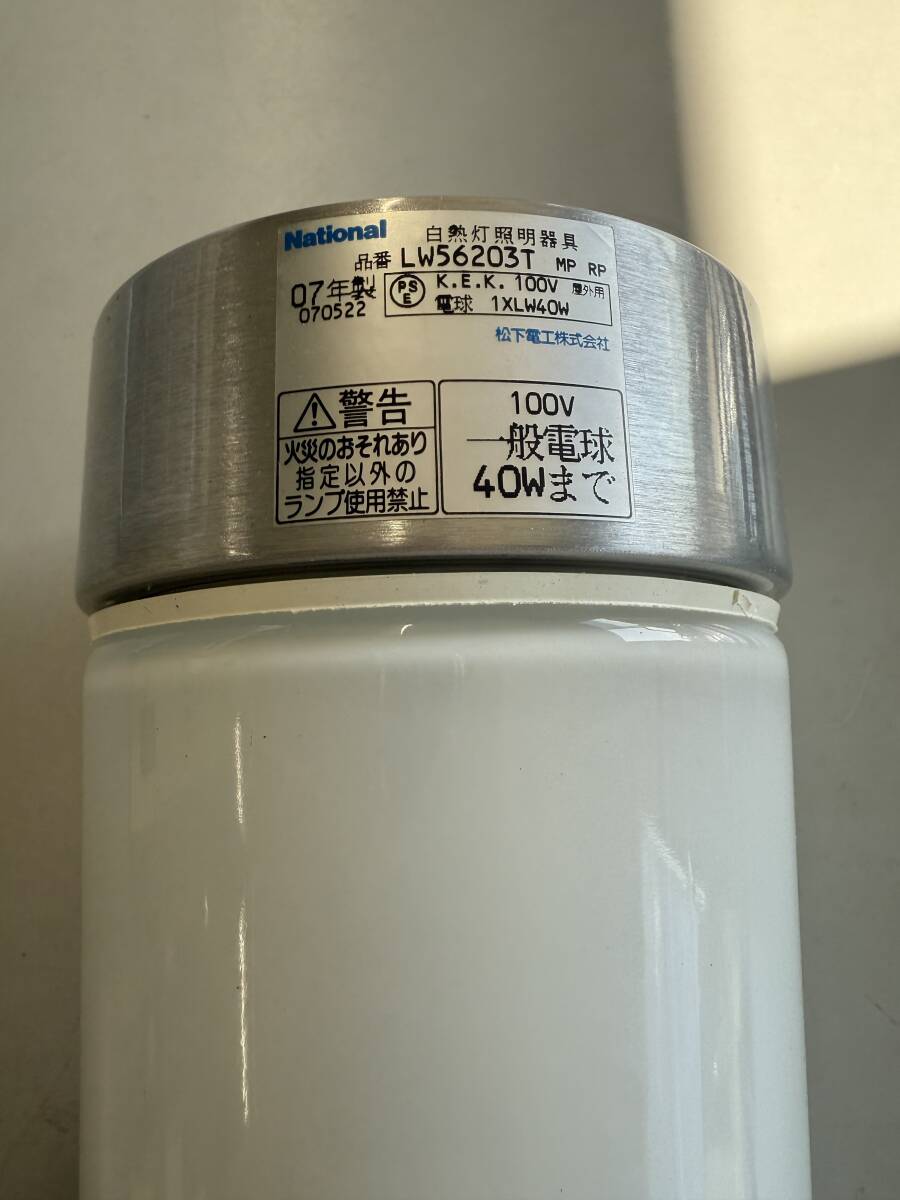 National 白熱灯照明器具
品番 LW56203T MP RP
07年製 PSE K.E.K. 100V 屋外用
070522 電球 1XLW40W
松下電工株式会社
警告
火災のおそれあり
指定以外の
ランプ使用禁止
100V
一般電球
40Wまで